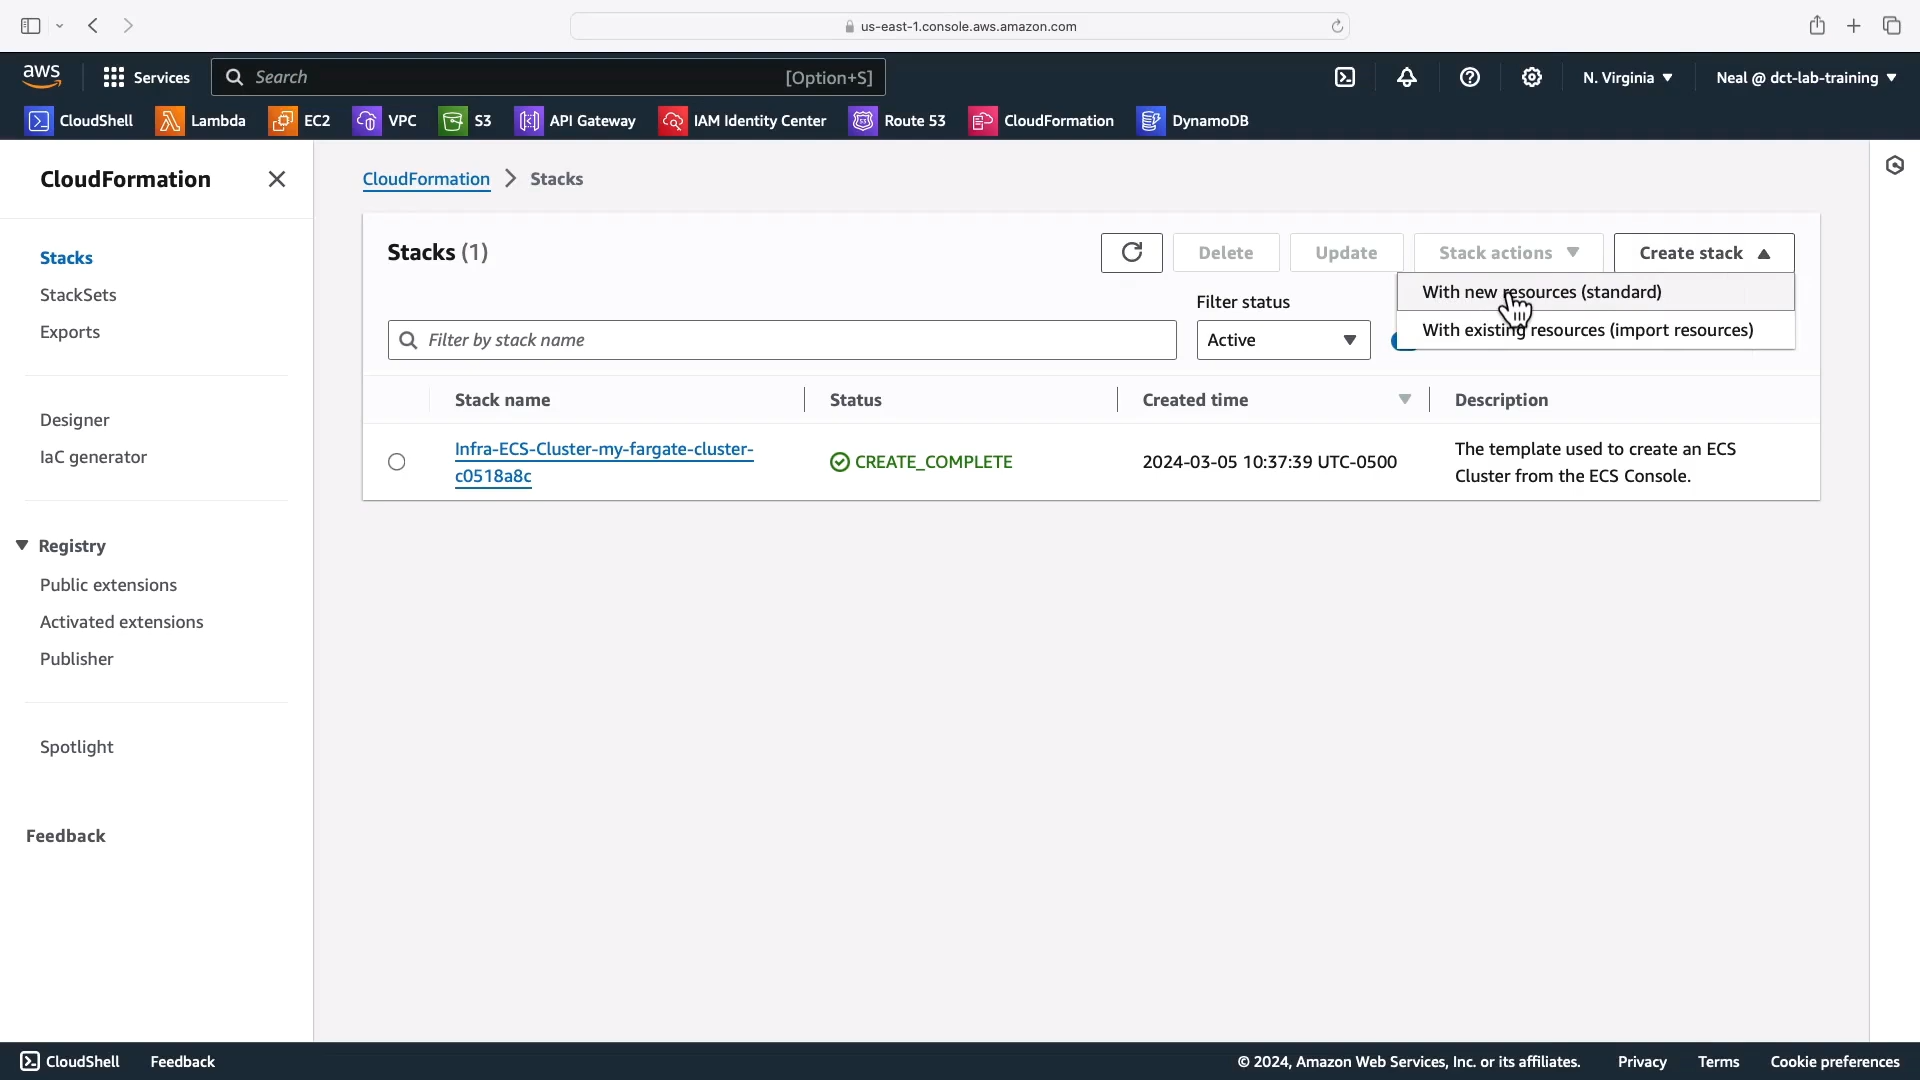 us-east-1.console.aws.amazon.com
aws
Services
Search
[Option+S]
N. Virginia
Neal @ dct-lab-training
CloudShell
Lambda
EC2
VPC
S3
API Gateway
IAM Identity Center
Route 53
CloudFormation
DynamoDB
CloudFormation
Stacks
StackSets
Exports
Designer
IaC generator
Registry
Public extensions
Activated extensions
Publisher
Spotlight
Feedback
CloudFormation
Stacks
Stacks (1)
Delete
Update
Stack actions
Create stack
With new resources (standard)
With existing resources (import resources)
Filter status
Filter by stack name
Active
Stack name
Status
Created time
Description
Infra-ECS-Cluster-my-fargate-cluster-
c0518a8c
CREATE_COMPLETE
2024-03-05 10:37:39 UTC-0500
The template used to create an ECS
Cluster from the ECS Console.
CloudShell
Feedback
© 2024, Amazon Web Services, Inc. or its affiliates.
Privacy
Terms
Cookie preferences